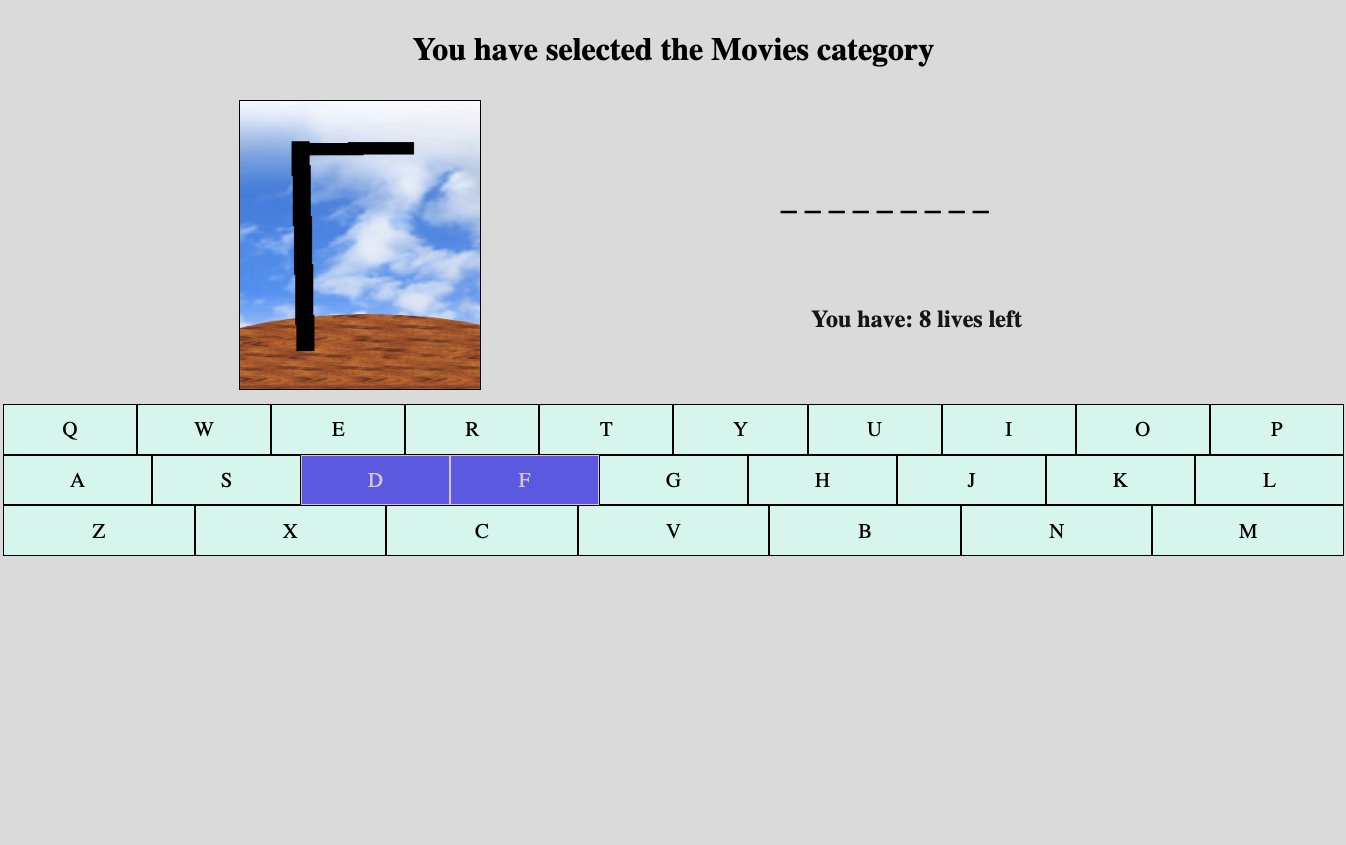 You have selected the Movies category
_ _ _ _ _ _ _ _ _
You have: 8 lives left
Q W E R T Y U I O P
A S D F G H J K L
Z X C V B N M